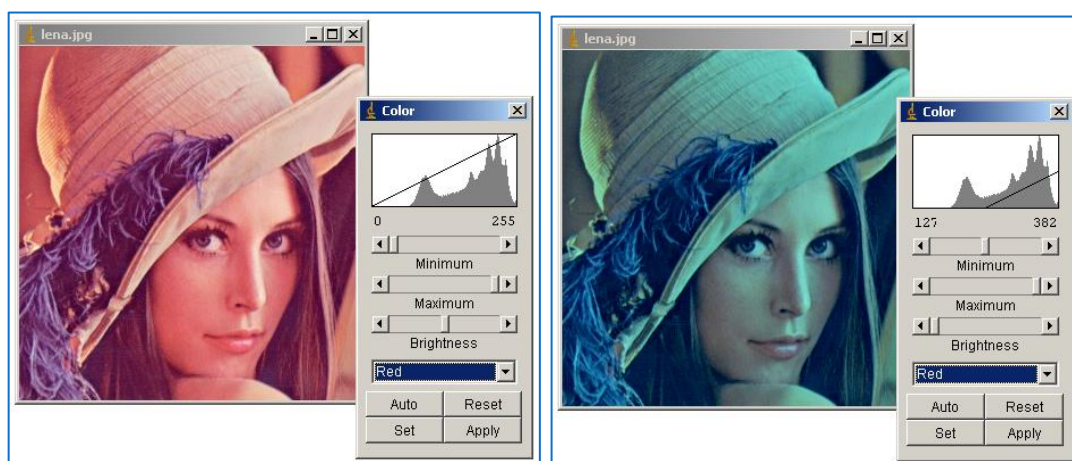 lena.jpg
Color
0 255
Minimum
Maximum
Brightness
Red
Auto Reset
Set Apply
lena.jpg
Color
127 382
Minimum
Maximum
Brightness
Red
Auto Reset
Set Apply